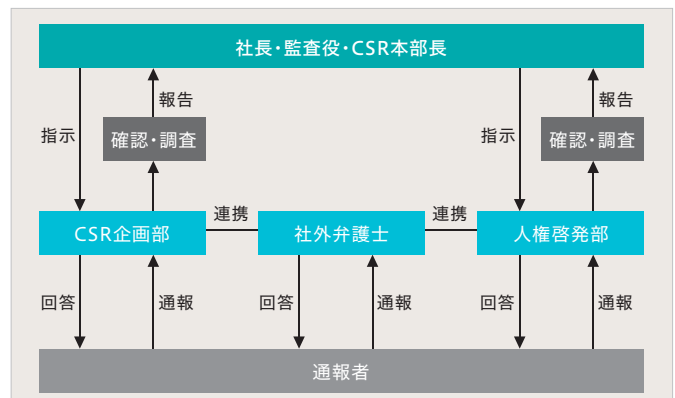 社長・監査役・CSR本部長
報告
報告
指示
確認・調査
指示
確認・調査
連携
連携
CSR企画部
社外弁護士
人権啓発部
回答
通報
回答
通報
回答
通報
通報者